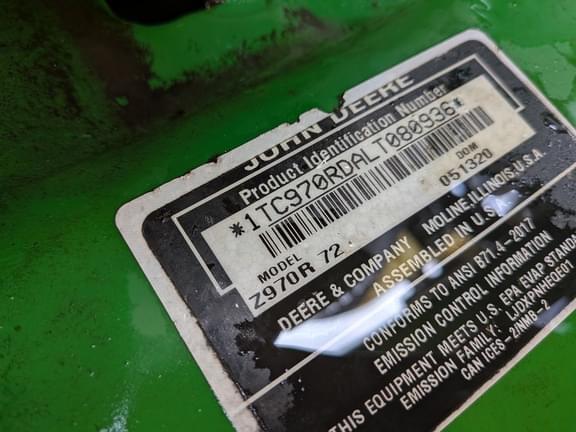 JOHN DEERE
Product Identification Number
*1TC970RDALT080936*
MODEL
DOM
Z970R 72
051320
DEERE & COMPANY MOLINE, ILLINOIS, U.S.A.
ASSEMBLED IN U.S.A.
CONFORMS TO ANSI B71.4-2017
EMISSION CONTROL INFORMATION
THIS EQUIPMENT MEETS U.S. EPA EVAP STANDA
EMISSION FAMILY:
CAN ICES-2/NMB-2